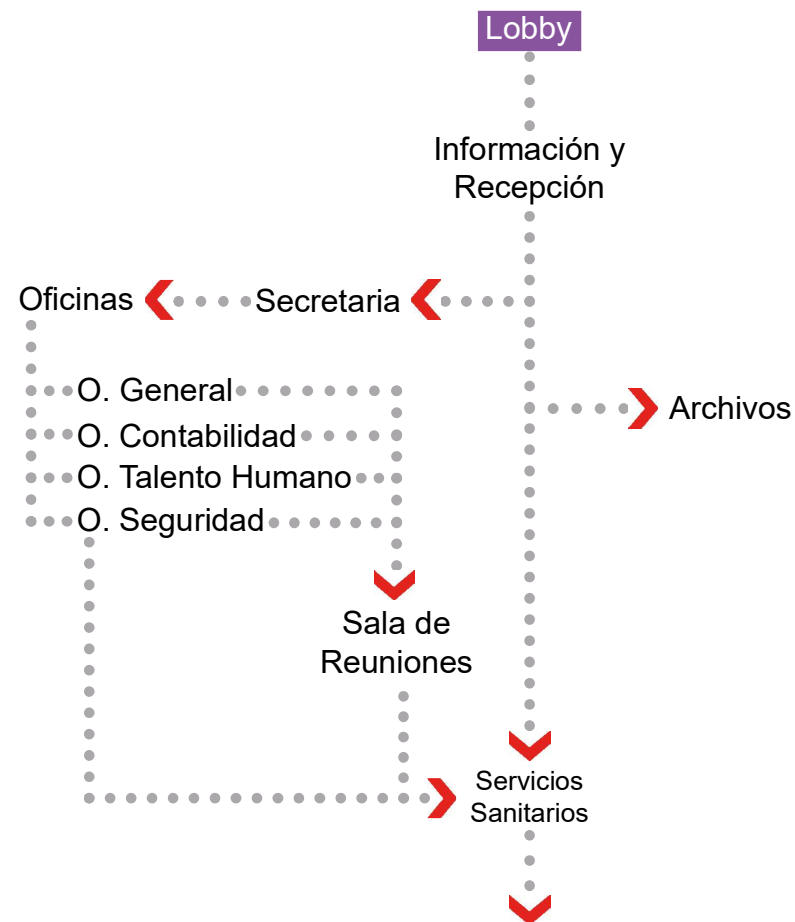 Lobby
Información y
Recepción
Oficinas
Secretaria
Archivos
O. General
O. Contabilidad
O. Talento Humano
O. Seguridad
Sala de
Reuniones
Servicios
Sanitarios